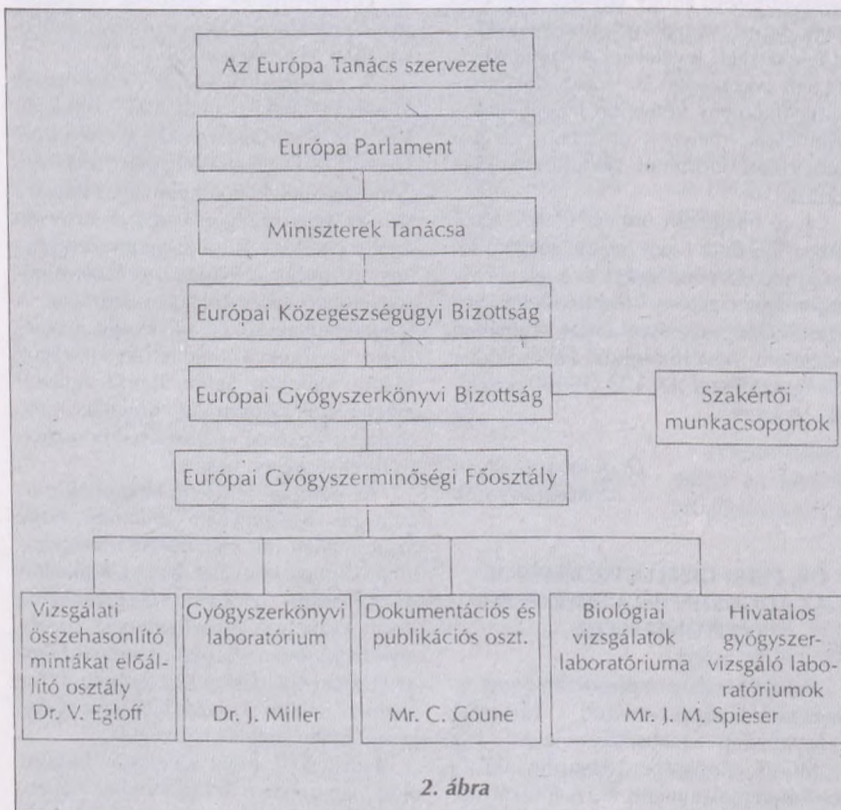 Az Európa Tanács szervezete
Európa Parlament
Miniszterek Tanácsa
Európai Közegészségügyi Bizottság
Európai Gyógyszerkönyvi Bizottság
Szakértői
munkacsoportok
Európai Gyógyszerminőségi Főosztály
Vizsgálati
összehasonlító
mintákat előál-
lító osztály
Dr. V. Egloff
Gyógyszerkönyvi
laboratórium
Dr. J. Miller
Dokumentációs és
publikációs oszt.
Mr. C. Coune
Biológiai
vizsgálatok
laboratóriuma
Hivatalos
gyógyszer-
vizsgáló labo-
ratóriumok
Mr. J. M. Spieser
2. ábra